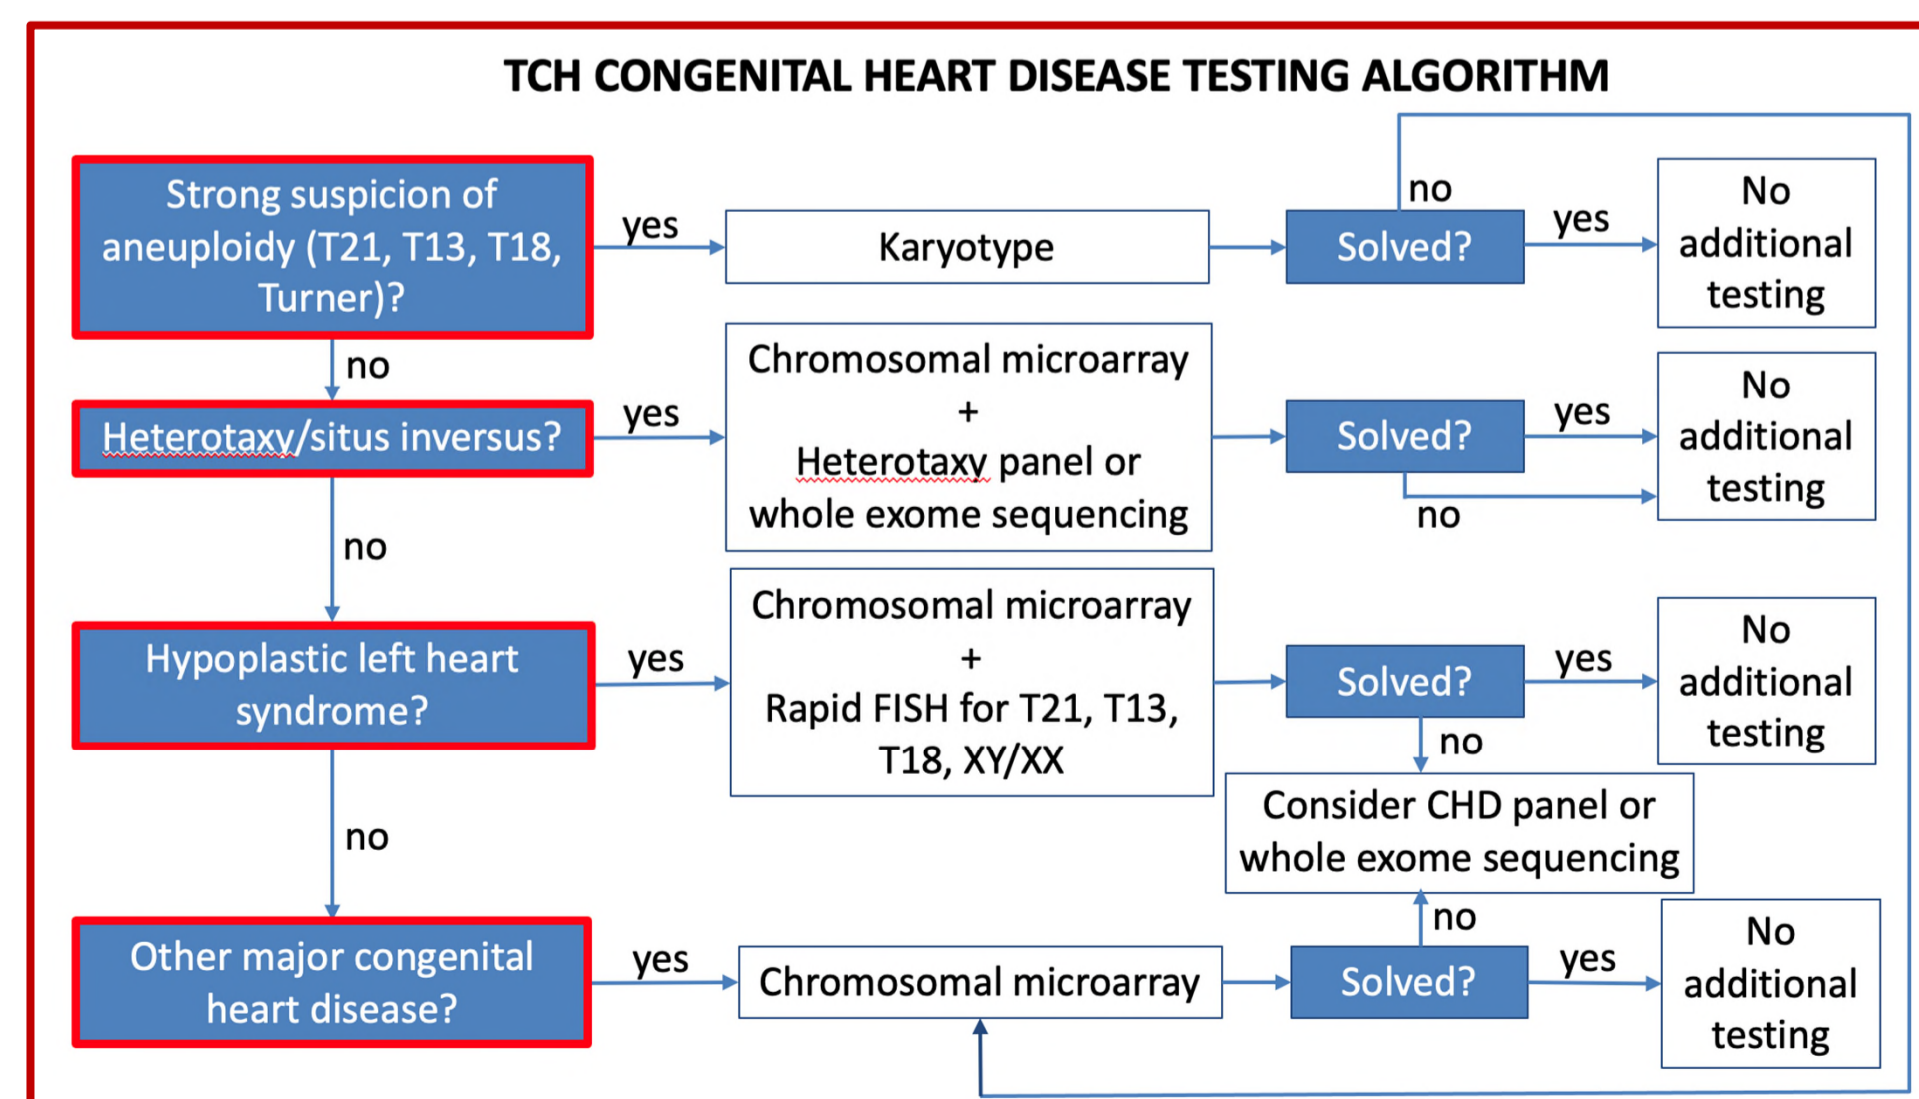 TCH CONGENITAL HEART DISEASE TESTING ALGORITHM
Strong suspicion of
aneuploidy (T21, T13, T18,
Turner)?
yes
Karyotype
Solved?
no
yes
No
additional
testing
no
Heterotaxy/situs inversus?
yes
Chromosomal microarray
+
Heterotaxy panel or
whole exome sequencing
Solved?
yes
no
No
additional
testing
no
Hypoplastic left heart
syndrome?
yes
Chromosomal microarray
+
Rapid FISH for T21, T13,
T18, XY/XX
Solved?
yes
No
additional
testing
no
Consider CHD panel or
whole exome sequencing
no
no
Other major congenital
heart disease?
yes
Chromosomal microarray
Solved?
yes
No
additional
testing